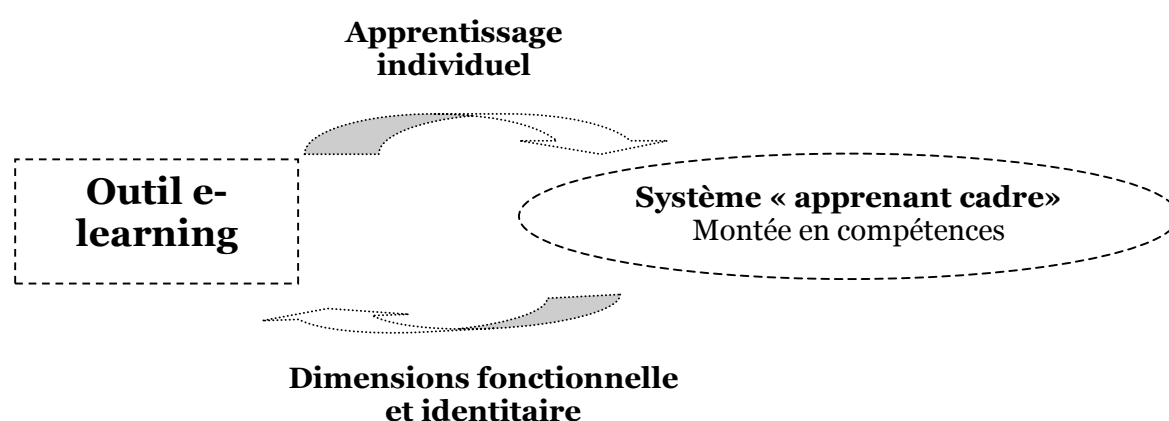 Apprentissage
individuel
Outil e-
learning
Système « apprenant cadre»
Montée en compétences
Dimensions fonctionnelle
et identitaire